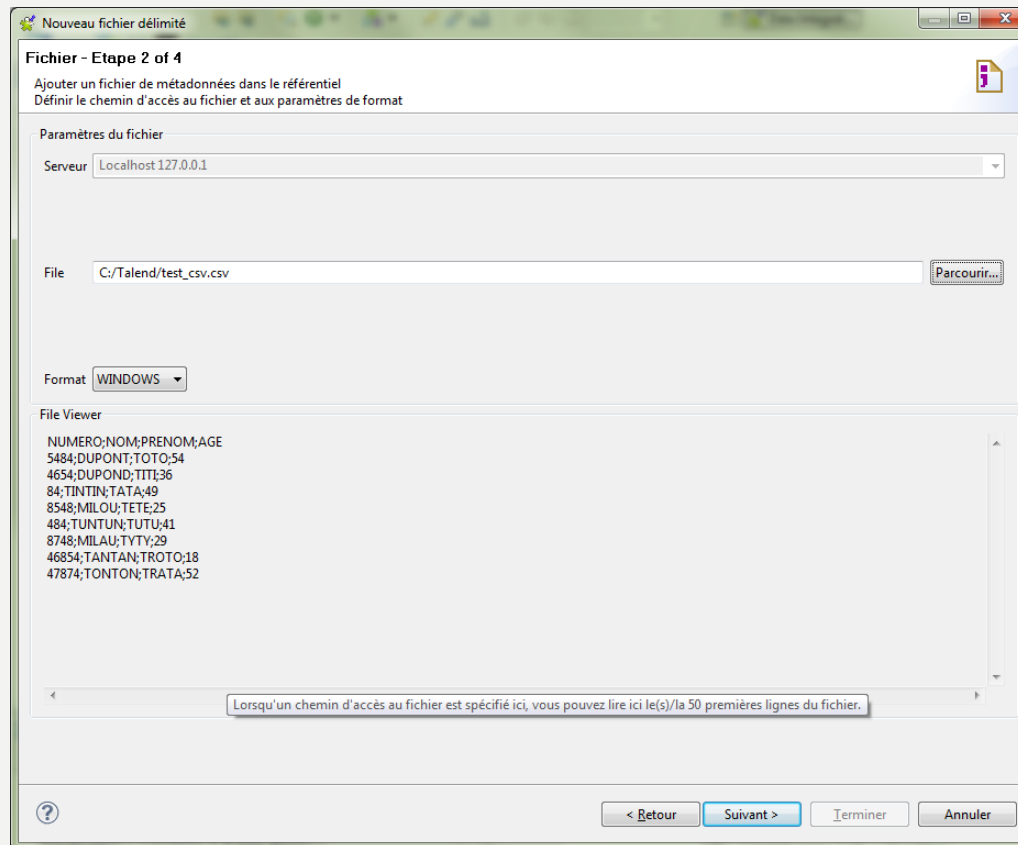 Nouveau fichier délimité
Fichier - Etape 2 of 4
Ajouter un fichier de métadonnées dans le référentiel
Définir le chemin d'accès au fichier et aux paramètres de format
Paramètres du fichier
Serveur Localhost 127.0.0.1
File C:/Talend/test_csv.csv Parcourir...
Format WINDOWS
File Viewer
NUMERO;NOM;PRENOM;AGE
5484;DUPONT;TOTO;54
4654;DUPOND;TITI;36
84;TINTIN;TATA;49
8548;MILOU;TETE;25
484;TUNTUN;TUTU;41
8748;MILAU;TYTY;29
46854;TANTAN;TROTO;18
47874;TONTON;TRATA;52
Lorsqu'un chemin d'accès au fichier est spécifié ici, vous pouvez lire ici le(s)/la 50 premières lignes du fichier.
? < Retour Suivant > Terminer Annuler